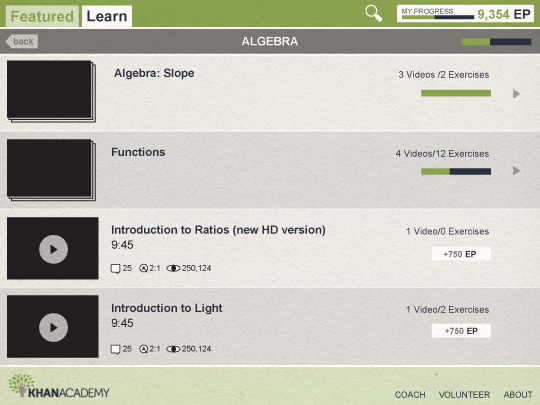 Featured
Learn
MY PROGRESS
9,354 EP
back
ALGEBRA
Algebra: Slope
3 Videos /2 Exercises
Functions
4 Videos/12 Exercises
Introduction to Ratios (new HD version)
1 Video/0 Exercises
9:45
+750 EP
25 2:1 250,124
Introduction to Light
1 Video/2 Exercises
9:45
+750 EP
25 2:1 250,124
KHANACADEMY
COACH VOLUNTEER ABOUT